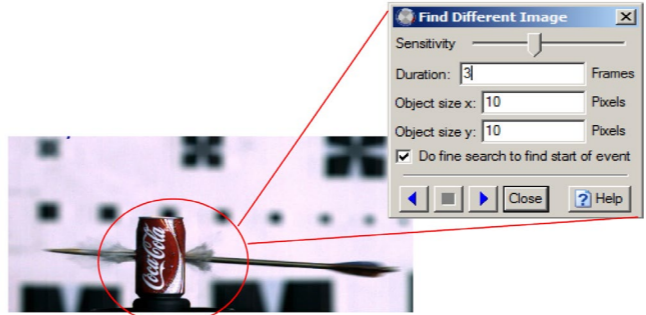 Find Different Image
Sensitivity
Duration: 3 Frames
Object size x: 10 Pixels
Object size y: 10 Pixels
Do fine search to find start of event
Close Help
Coca-Cola